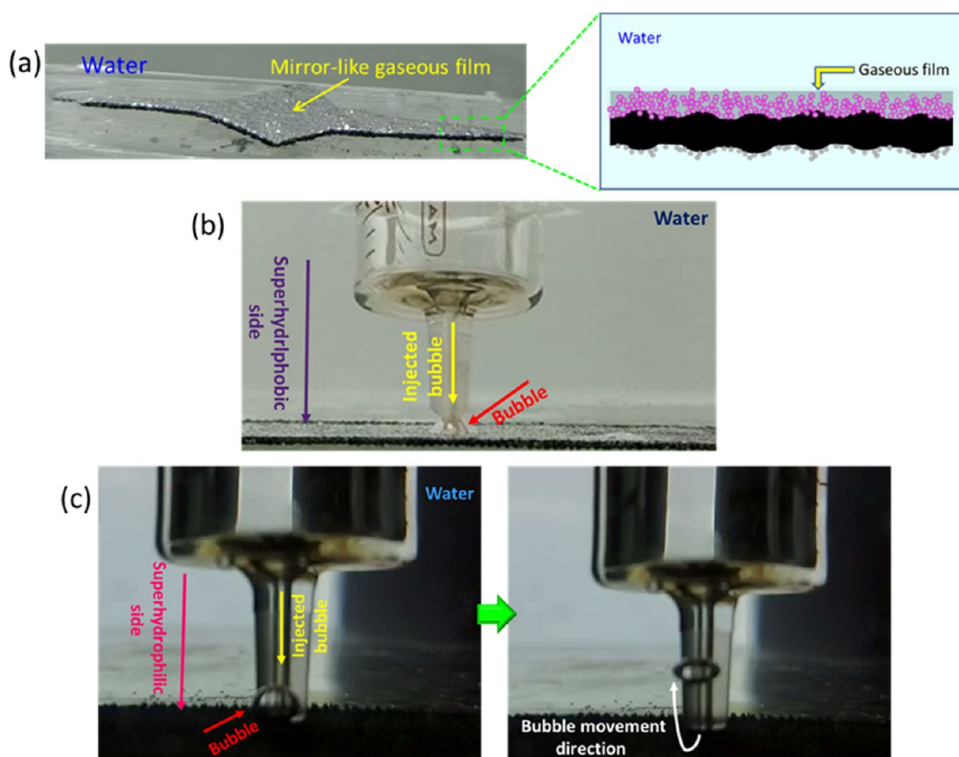 (a)
Water
Mirror-like gaseous film
Water
Gaseous film
(b)
Water
Superhydrlphobic
side
AM
Injected
bubble
Bubble
(c)
Water
Superhydrophilic
side
Injected
bubble
Bubble
Bubble movement
direction